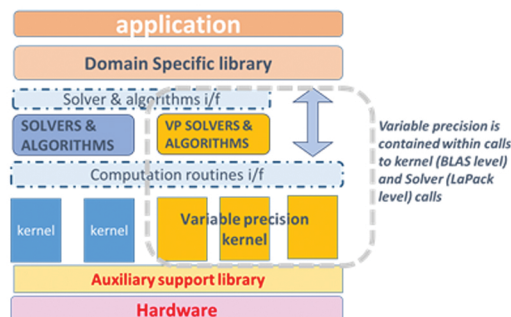 application
Domain Specific library
Solver & algorithms i/f
SOLVERS &
ALGORITHMS
VP SOLVERS &
ALGORITHMS
Variable precision is
contained within calls
to kernel (BLAS level)
and Solver (LaPack
level) calls
Computation routines i/f
kernel
kernel
Variable precision
kernel
Auxiliary support library
Hardware